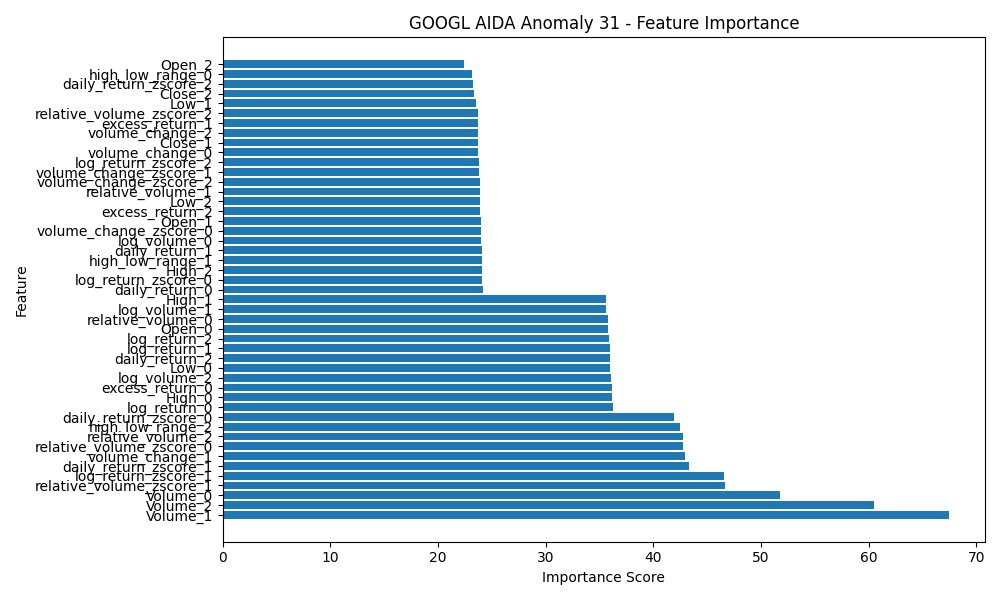 GOOGL AIDA Anomaly 31 - Feature Importance
Open_2
high_low_range_0
daily_return_zscore_2
Close_2
Low_1
relative_volume_zscore_2
excess_return_1
volume_change_2
Close_1
volume_change_0
log_return_zscore_2
volume_change_zscore_1
volume_change_zscore_2
relative_volume_1
Low_2
excess_return_2
Open_1
volume_change_zscore_0
log_volume_0
daily_return_1
high_low_range_1
High_2
log_return_zscore_0
daily_return_0
High_1
log_volume_1
relative_volume_0
Open_0
log_return_2
log_return_1
daily_return_2
Low_0
log_volume_2
excess_return_0
High_0
log_return_0
daily_return_zscore_0
high_low_range_2
relative_volume_2
relative_volume_zscore_0
volume_change_1
daily_return_zscore_1
log_return_zscore_1
relative_volume_zscore_1
Volume_0
Volume_2
Volume_1
Feature
0 10 20 30 40 50 60 70
Importance Score